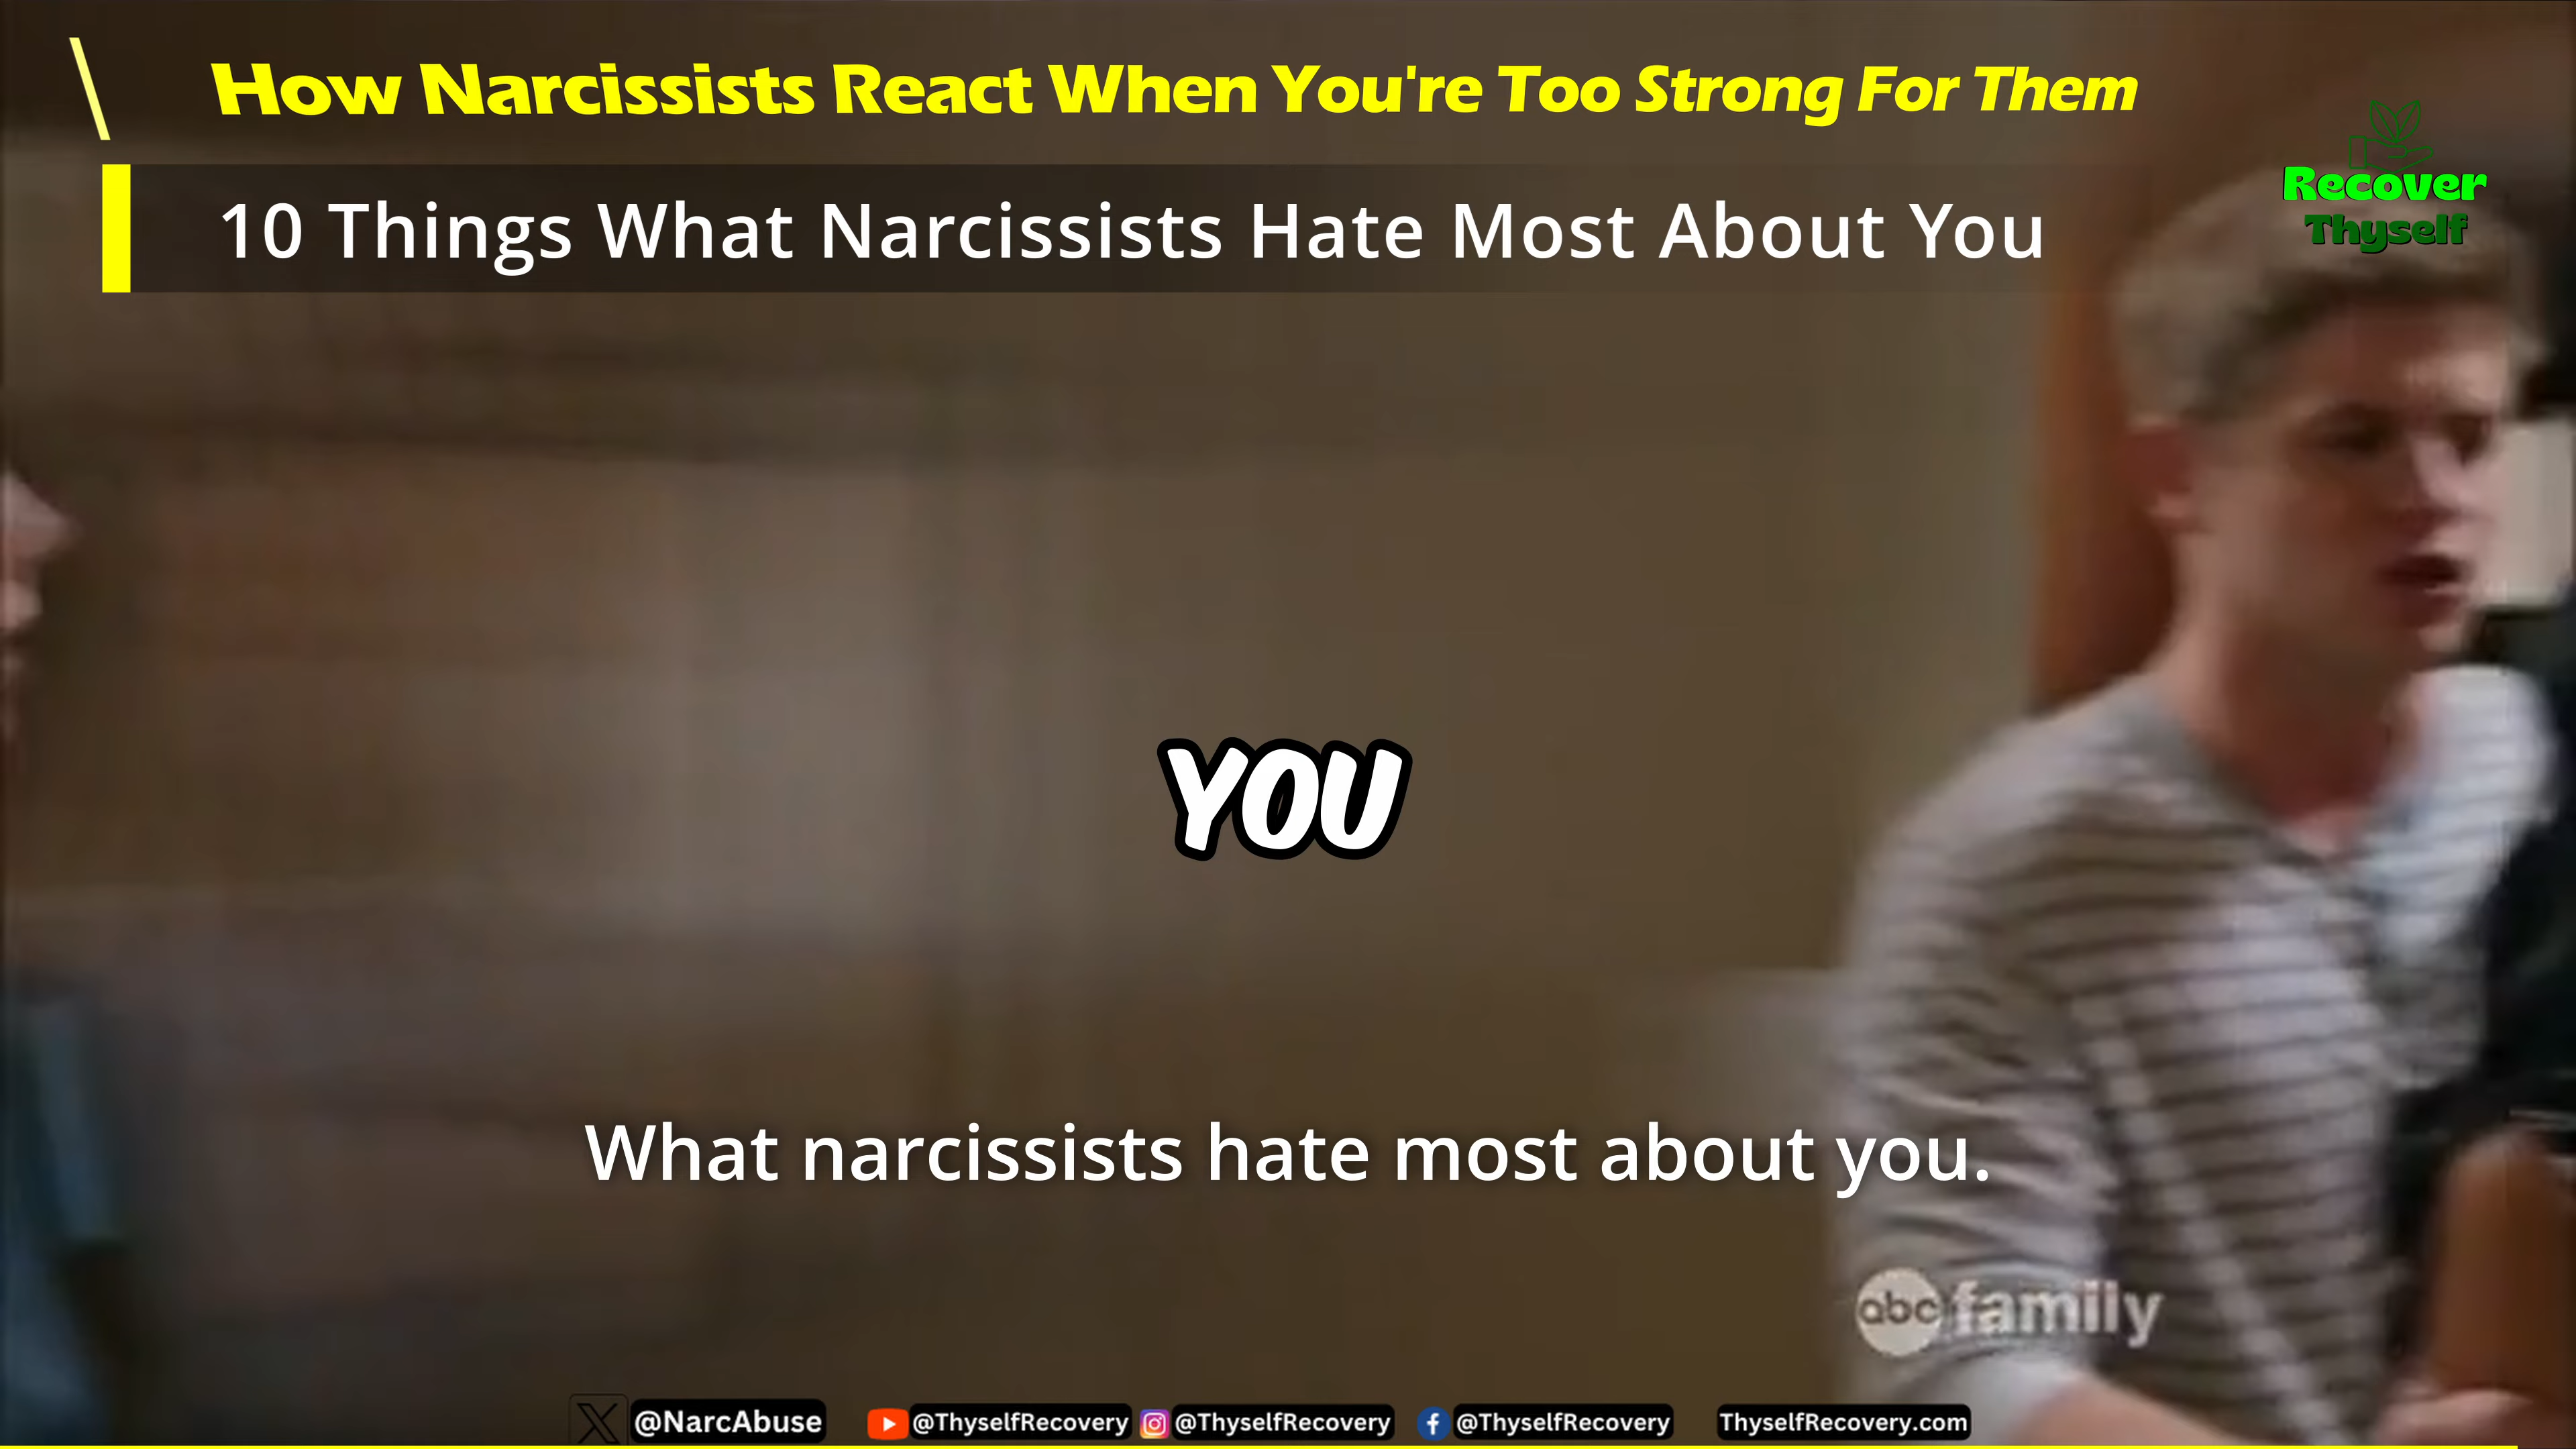 How Narcissists React When You're Too Strong For Them
10 Things What Narcissists Hate Most About You
Recover
Thyself
YOU
What narcissists hate most about you.
abc family
@NarcAbuse @ThyselfRecovery @ThyselfRecovery @ThyselfRecovery ThyselfRecovery.com